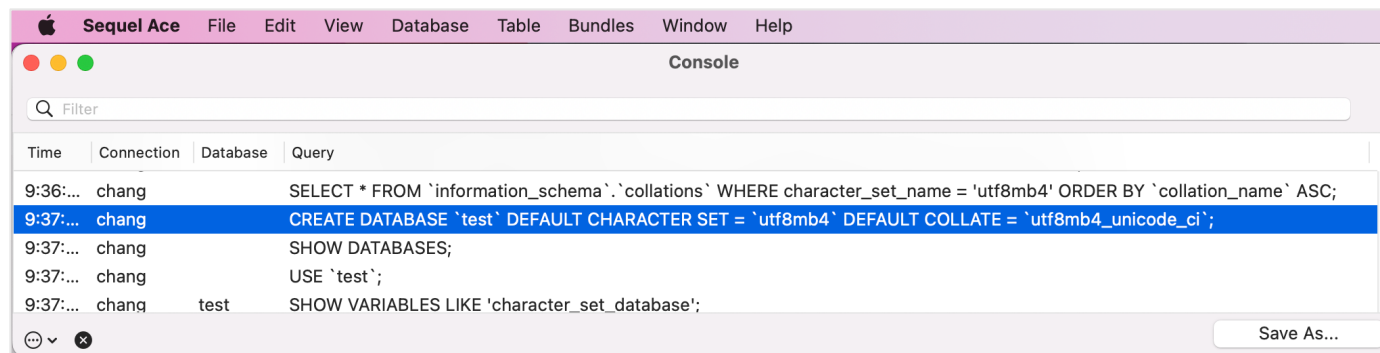 Sequel Ace File Edit View Database Table Bundles Window Help
Console
Filter
Time Connection Database Query
9:36:... chang SELECT * FROM `information_schema`.`collations` WHERE character_set_name = 'utf8mb4' ORDER BY `collation_name` ASC;
9:37:... chang CREATE DATABASE `test` DEFAULT CHARACTER SET = `utf8mb4` DEFAULT COLLATE = `utf8mb4_unicode_ci`;
9:37:... chang SHOW DATABASES;
9:37:... chang USE `test`;
9:37:... chang test SHOW VARIABLES LIKE 'character_set_database';
Save As...